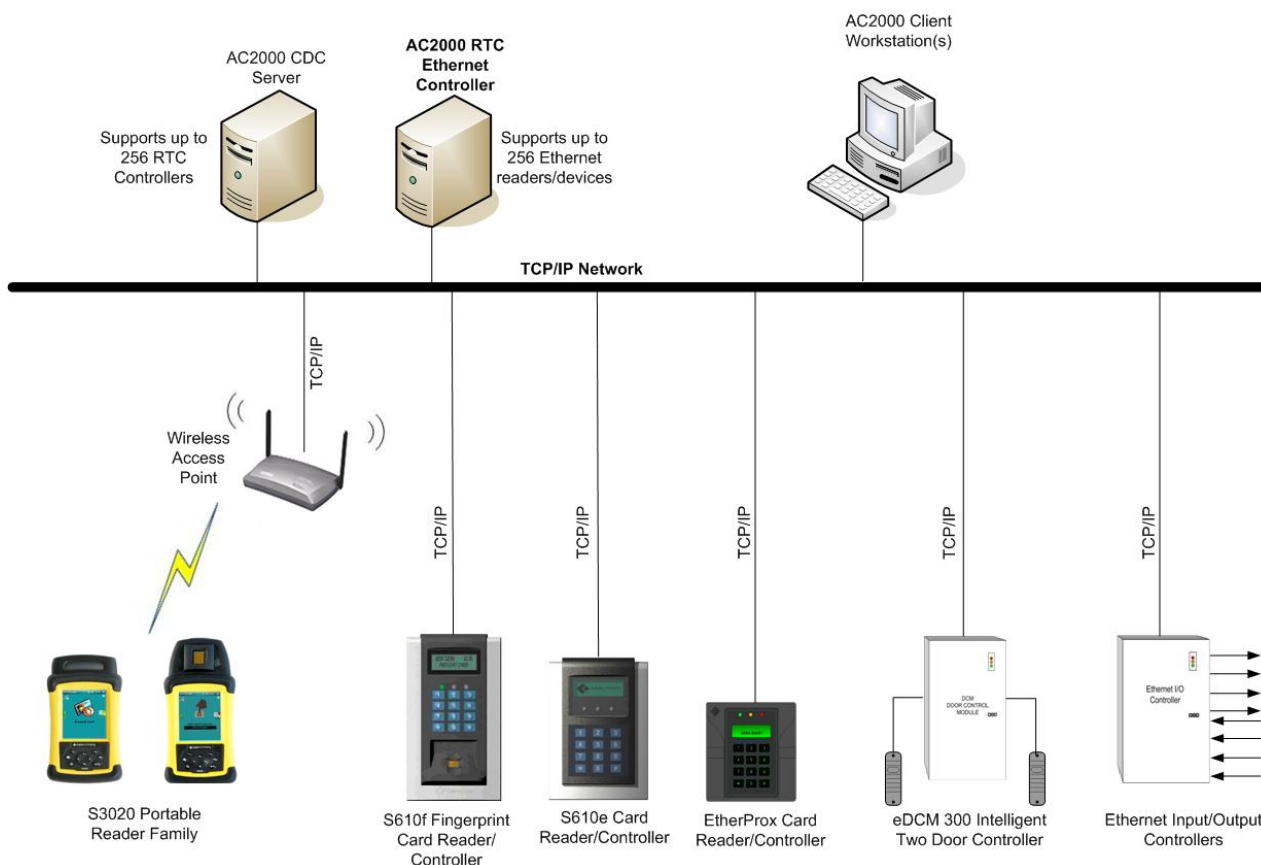 AC2000 CDC
Server
AC2000 RTC
Ethernet
Controller
AC2000 Client
Workstation(s)
Supports up to
256 RTC
Controllers
Supports up to
256 Ethernet
readers/devices
TCP/IP Network
TCP/IP
Wireless
Access
Point
TCP/IP
TCP/IP
TCP/IP
TCP/IP
TCP/IP
DCM
DOOR CONTROL
MODULE
Ethernet I/O
Controller
S3020 Portable
Reader Family
S610f Fingerprint
Card Reader/
Controller
S610e Card
Reader/Controller
EtherProx Card
Reader/Controller
eDCM 300 Intelligent
Two Door Controller
Ethernet Input/Output
Controllers